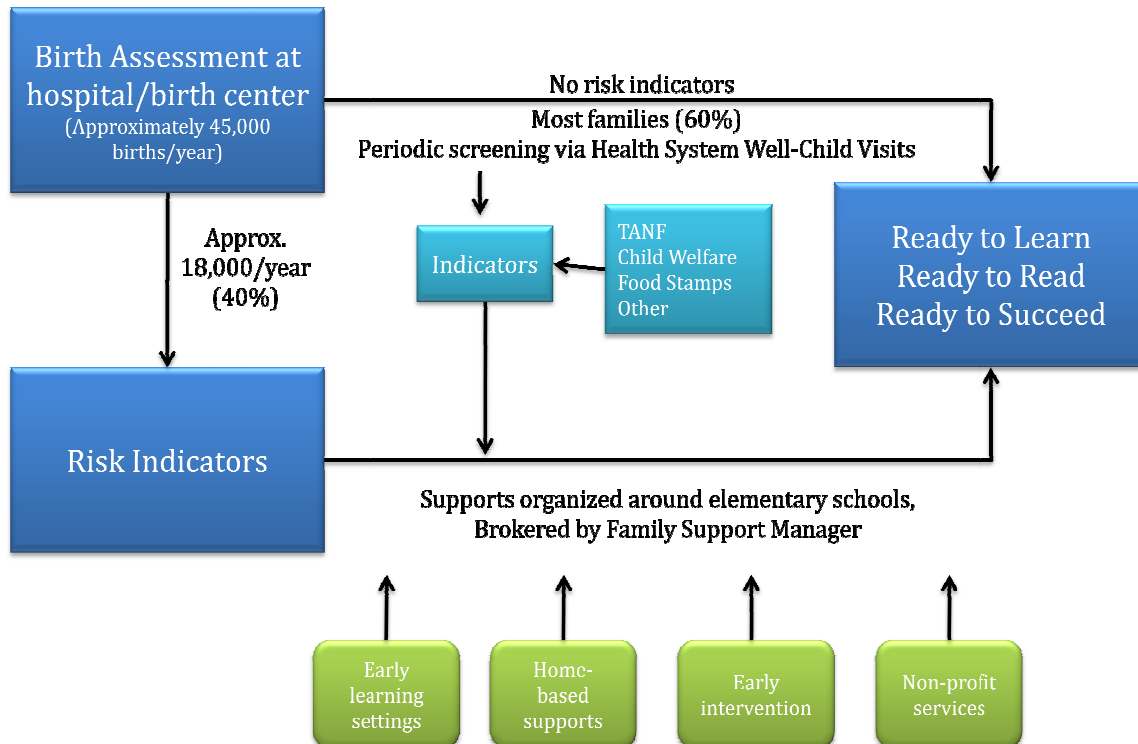 Birth Assessment at
hospital/birth center
(Approximately 45,000
births/year)
No risk indicators
Most families (60%)
Periodic screening via Health System Well-Child Visits
Approx.
18,000/year
(40%)
Indicators
TANF
Child Welfare
Food Stamps
Other
Ready to Learn
Ready to Read
Ready to Succeed
Risk Indicators
Supports organized around elementary schools,
Brokered by Family Support Manager
Early
learning
settings
Home-
based
supports
Early
intervention
Non-profit
services